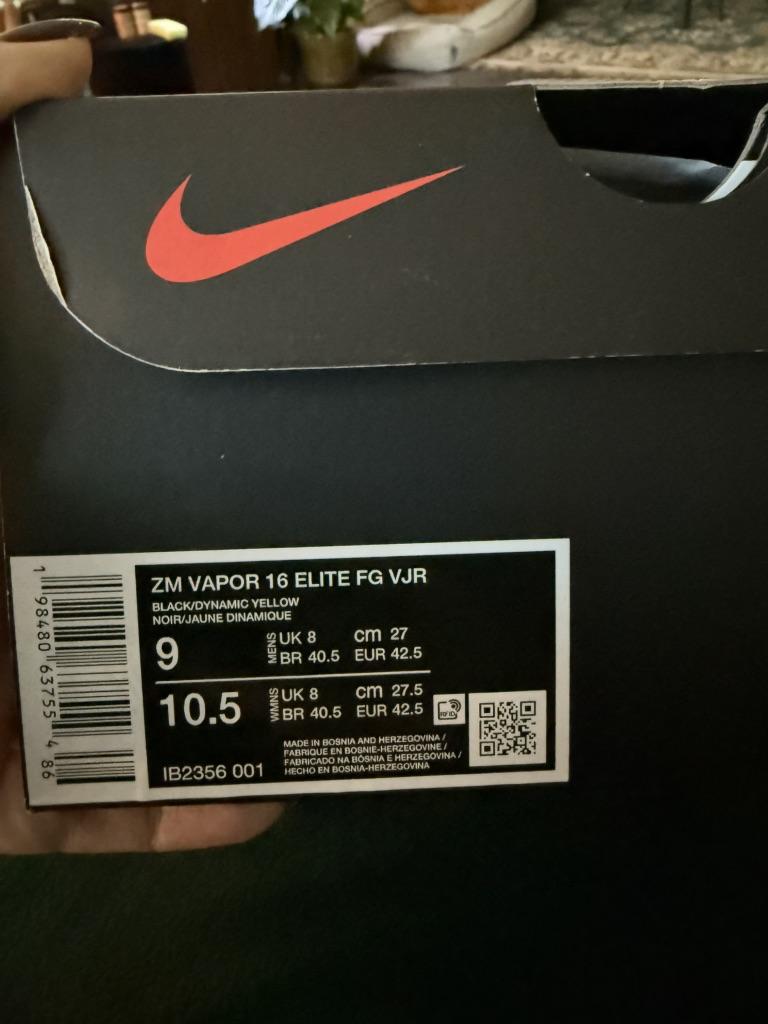 ZM VAPOR 16 ELITE FG VJR
BLACK/DYNAMIC YELLOW
NOIR/JAUNE DINAMIQUE
9 MENS UK 8 cm 27
BR 40.5 EUR 42.5
10.5 WMNS UK 8 cm 27.5
BR 40.5 EUR 42.5
RFID
MADE IN BOSNIA AND HERZEGOVINA /
FABRIQUE EN BOSNIE-HERZEGOVINE /
FABRICADO NA BÓSNIA E HERZEGOVINA /
HECHO EN BOSNIA-HERZEGOVINA
IB2356 001
1 98480 63755 4 86